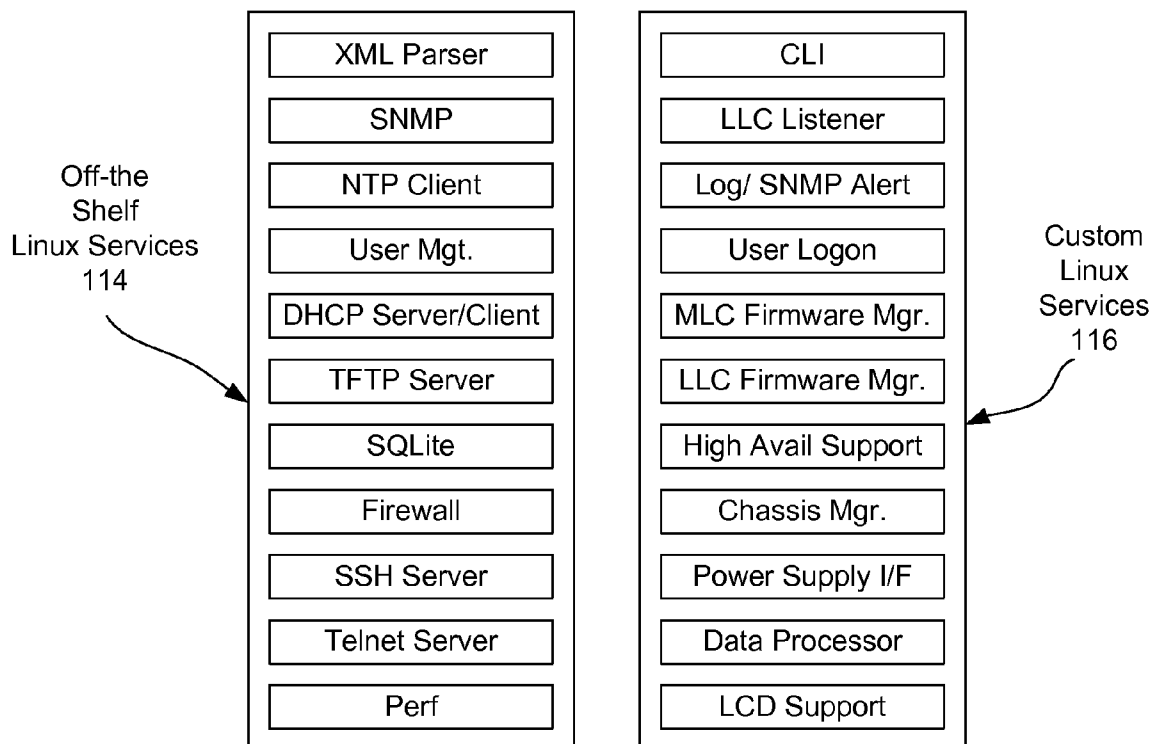 Off-the
Shelf
Linux Services
114
XML Parser
SNMP
NTP Client
User Mgt.
DHCP Server/Client
TFTP Server
SQLite
Firewall
SSH Server
Telnet Server
Perf
CLI
LLC Listener
Log/ SNMP Alert
User Logon
MLC Firmware Mgr.
LLC Firmware Mgr.
High Avail Support
Chassis Mgr.
Power Supply I/F
Data Processor
LCD Support
Custom
Linux
Services
116